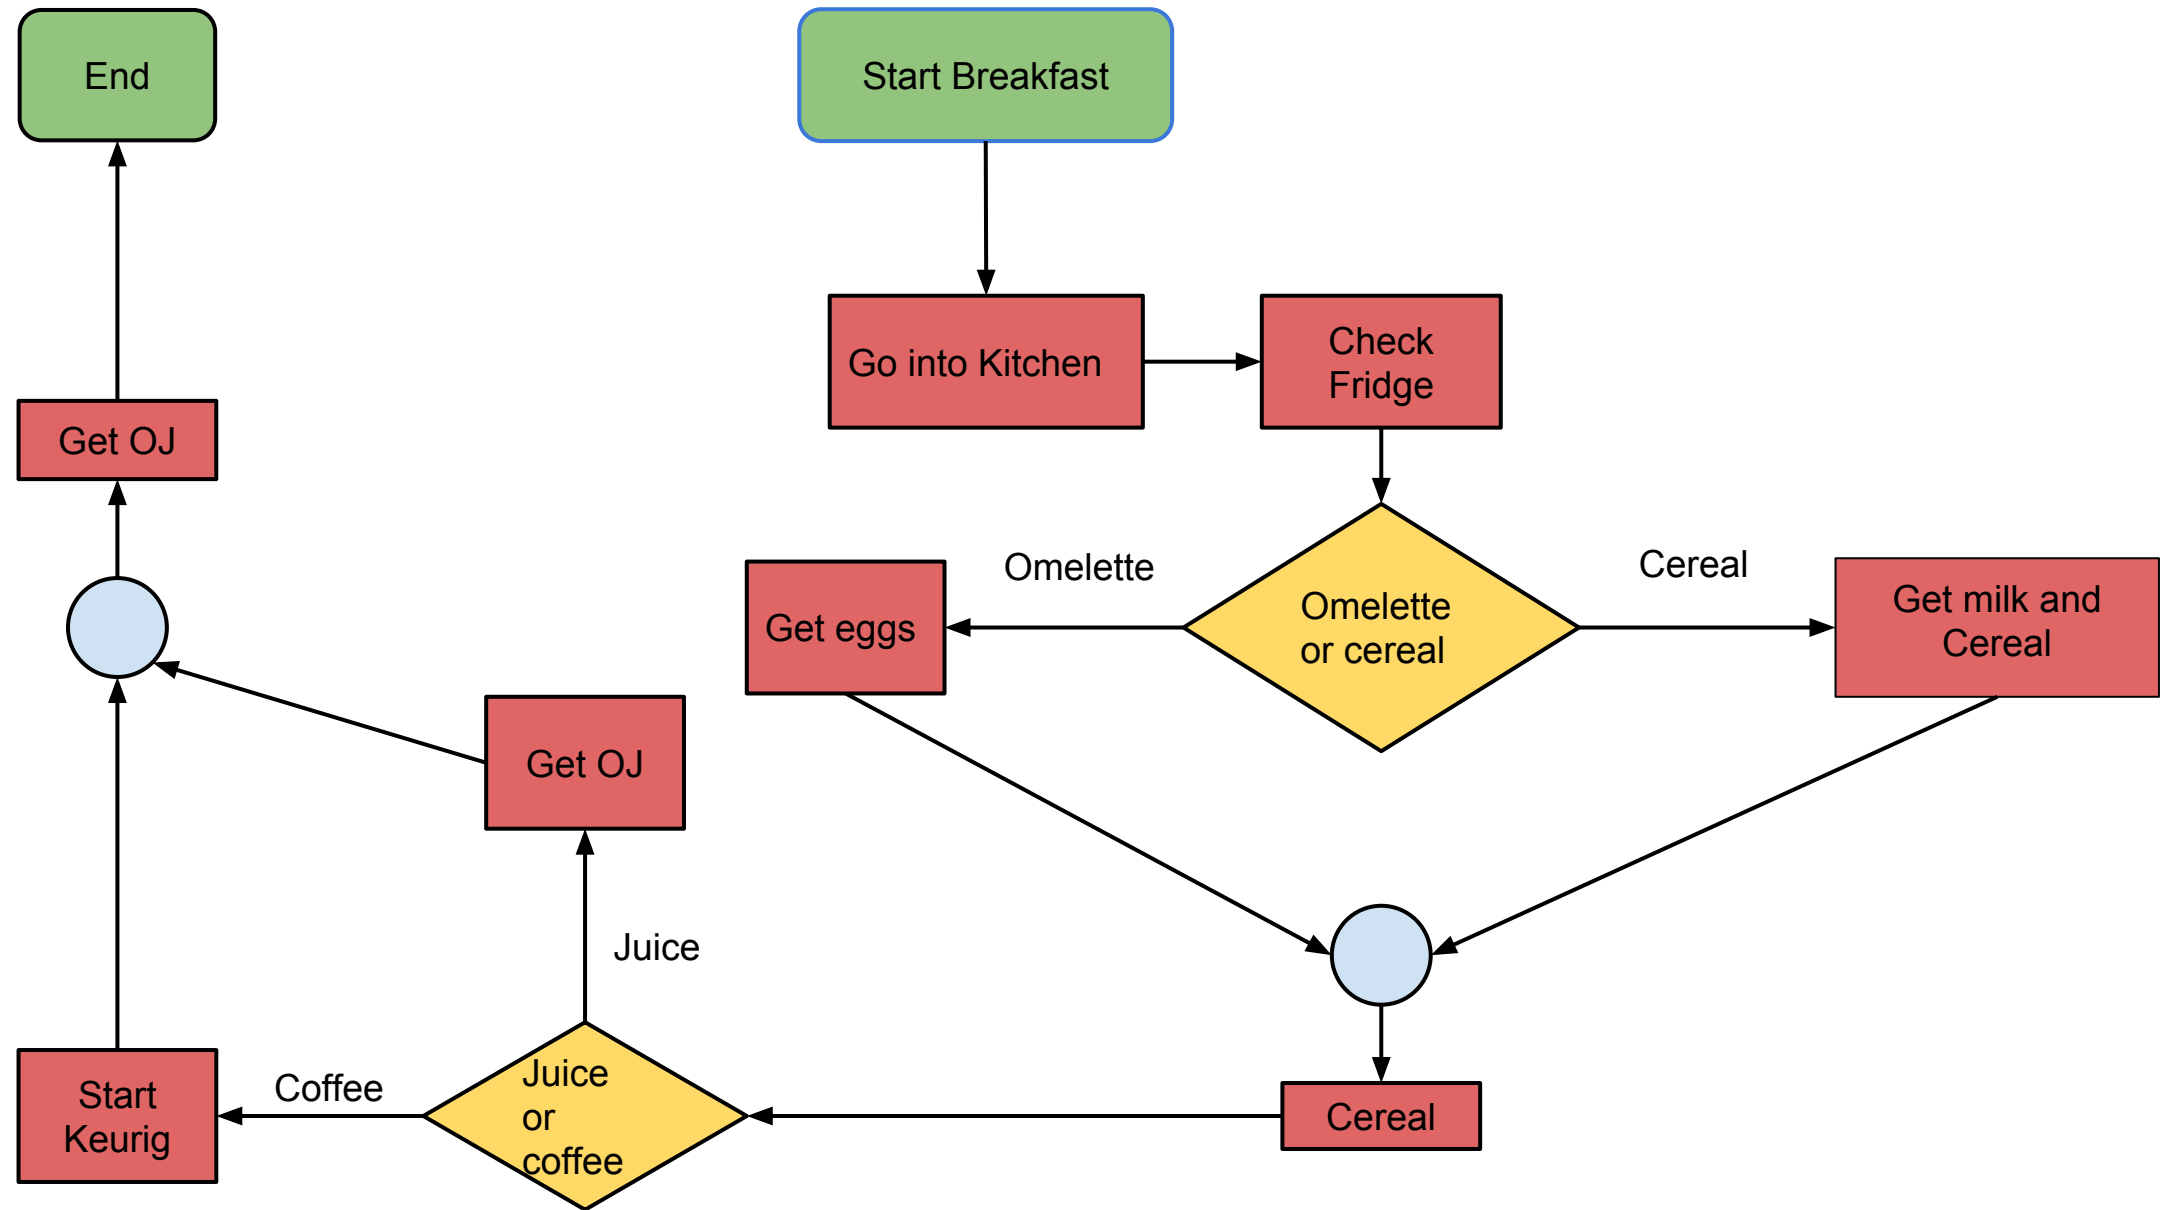 End
Start Breakfast
Go into Kitchen
Check
Fridge
Get OJ
Omelette
Cereal
Get eggs
Omelette
or cereal
Get milk and
Cereal
Get OJ
Juice
Coffee
Start
Keurig
Juice
or
coffee
Cereal